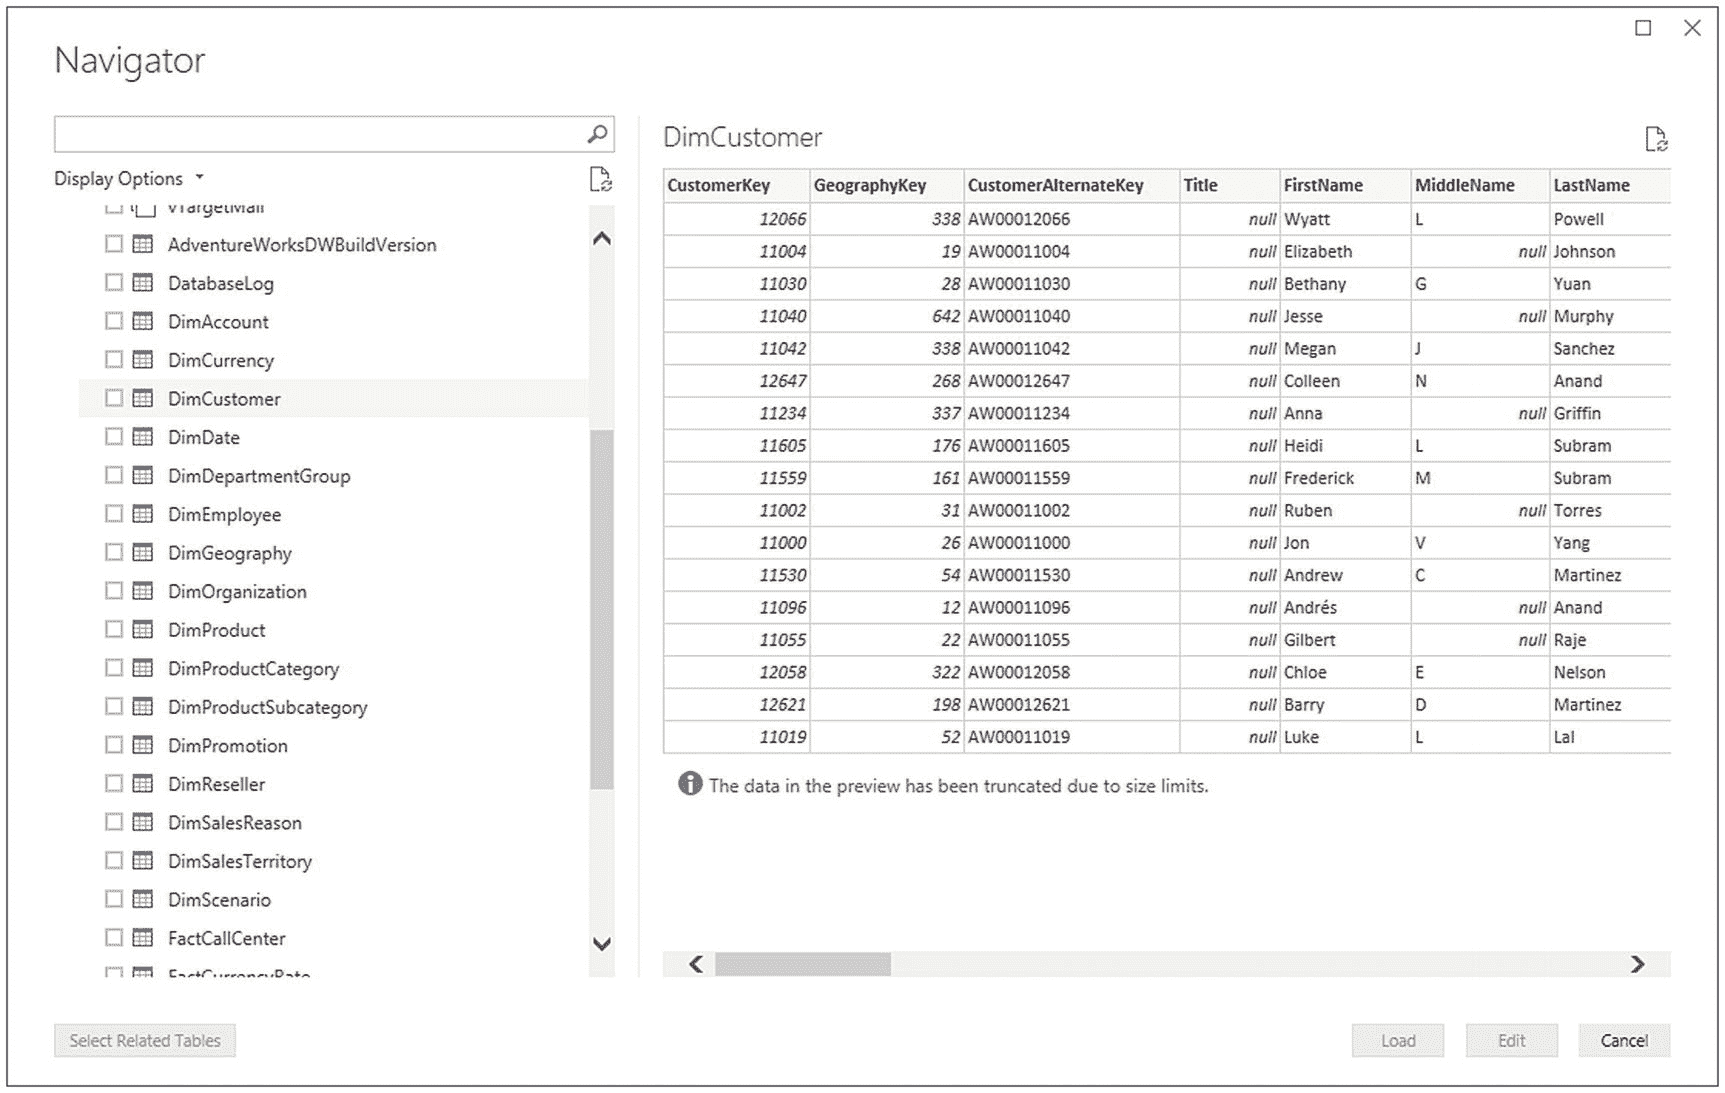 Navigator
Display Options
vTargetMail
AdventureWorksDWBuildVersion
DatabaseLog
DimAccount
DimCurrency
DimCustomer
DimDate
DimDepartmentGroup
DimEmployee
DimGeography
DimOrganization
DimProduct
DimProductCategory
DimProductSubcategory
DimPromotion
DimReseller
DimSalesReason
DimSalesTerritory
DimScenario
FactCallCenter
FactCurrencyRate
Select Related Tables
DimCustomer
CustomerKey GeographyKey CustomerAlternateKey Title FirstName MiddleName LastName
12066 338 AW00012066 null Wyatt L Powell
11004 19 AW00011004 null Elizabeth null Johnson
11030 28 AW00011030 null Bethany G Yuan
11040 642 AW00011040 null Jesse null Murphy
11042 338 AW00011042 null Megan J Sanchez
12647 268 AW00012647 null Colleen N Anand
11234 337 AW00011234 null Anna null Griffin
11605 176 AW00011605 null Heidi L Subram
11559 161 AW00011559 null Frederick M Subram
11002 31 AW00011002 null Ruben null Torres
11000 26 AW00011000 null Jon V Yang
11530 54 AW00011530 null Andrew C Martinez
11096 12 AW00011096 null Andrés null Anand
11055 22 AW00011055 null Gilbert null Raje
12058 322 AW00012058 null Chloe E Nelson
12621 198 AW00012621 null Barry D Martinez
11019 52 AW00011019 null Luke L Lal
The data in the preview has been truncated due to size limits.
Load Edit Cancel